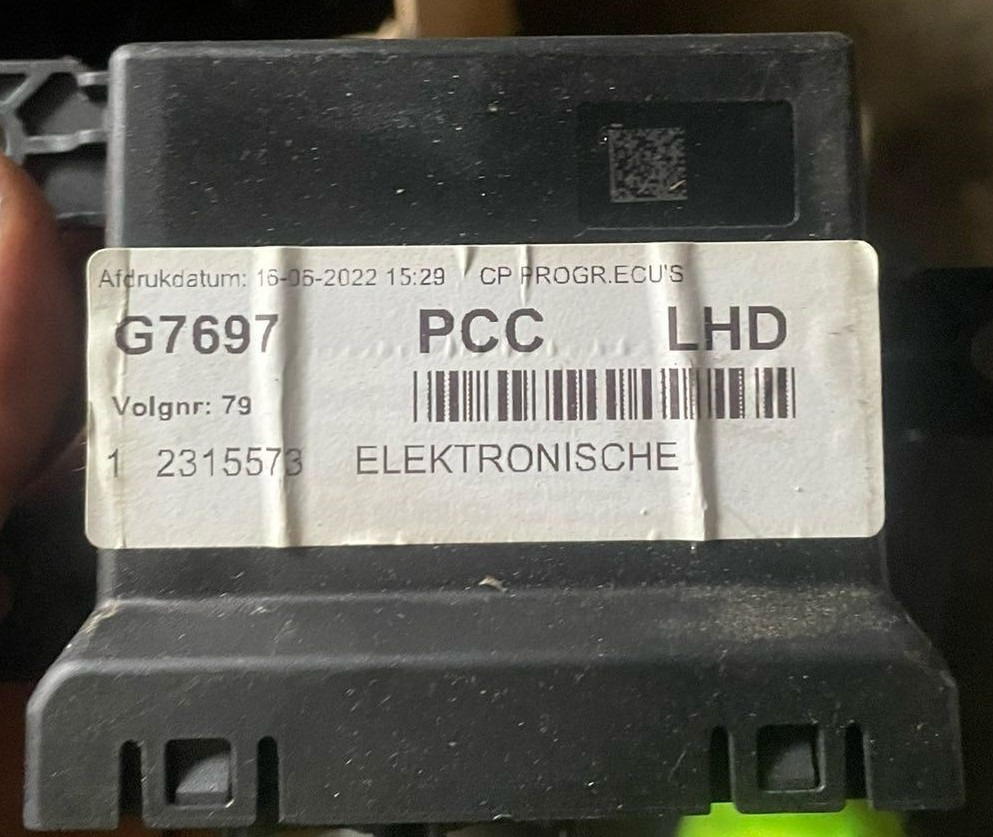 Afdrukdatum: 16-06-2022 15:29 / CP PROGR.ECU'S
G7697 PCC LHD
Volgnr: 79
1 2315573 ELEKTRONISCHE